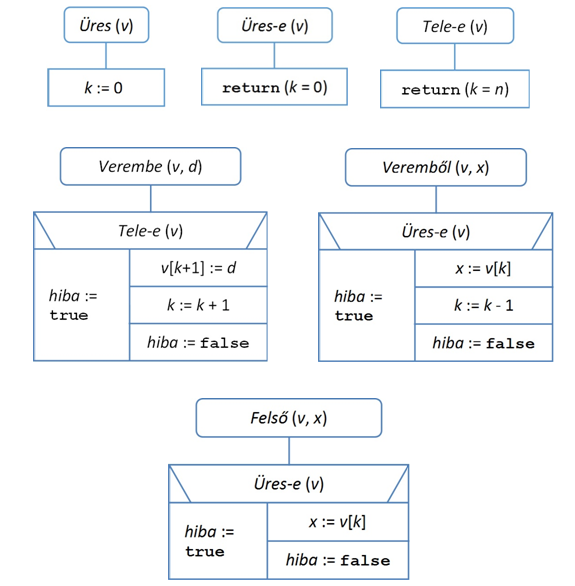 Üres (v)
k := 0
Üres-e (v)
return (k = 0)
Tele-e (v)
return (k = n)
Verembe (v, d)
Tele-e (v)
hiba :=
true
v[k+1] := d
k := k + 1
hiba := false
Veremből (v, x)
Üres-e (v)
hiba :=
true
x := v[k]
k := k - 1
hiba := false
Felső (v, x)
Üres-e (v)
hiba :=
true
x := v[k]
hiba := false